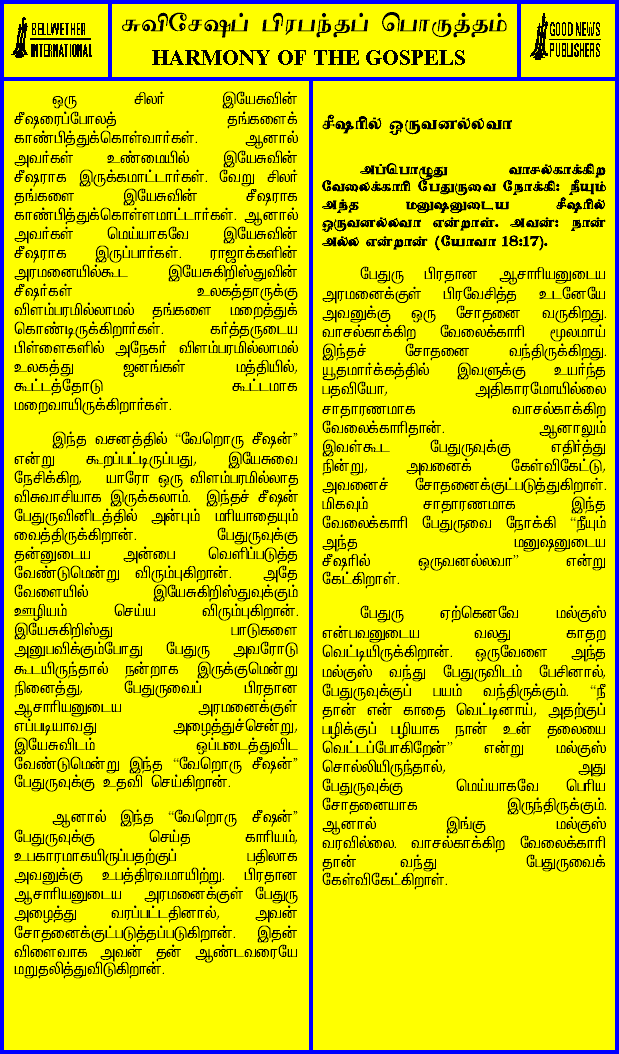 BELLWETHER
INTERNATIONAL
சுவிசேஷப் பிரபந்தப் பொருத்தம்
HARMONY OF THE GOSPELS
GOOD NEWS
PUBLISHERS
ஒரு சிலர் இயேசுவின்
சீஷரைப்போலத் தங்களைக்
காண்பித்துக்கொள்வார்கள். ஆனால்
அவர்கள் உண்மையில் இயேசுவின்
சீஷராக இருக்கமாட்டார்கள். வேறு சிலர்
தங்களை இயேசுவின் சீஷராக
காண்பித்துக்கொள்ளமாட்டார்கள். ஆனால்
அவர்கள் மெய்யாகவே இயேசுவின்
சீஷராக இருப்பார்கள். ராஜாக்களின்
அரமனையில்கூட இயேசுகிறிஸ்துவின்
சீஷர்கள் உலகத்தாருக்கு
விளம்பரமில்லாமல் தங்களை மறைத்துக்
கொண்டிருக்கிறார்கள். கர்த்தருடைய
பிள்ளைகளில் அநேகர் விளம்பரமில்லாமல்
உலகத்து ஜனங்கள் மத்தியில்,
கூட்டத்தோடு கூட்டமாக
மறைவாயிருக்கிறார்கள்.
இந்த வசனத்தில் “வேறொரு சீஷன்”
என்று கூறப்பட்டிருப்பது, இயேசுவை
நேசிக்கிற, யாரோ ஒரு விளம்பரமில்லாத
விசுவாசியாக இருக்கலாம். இந்தச் சீஷன்
பேதுருவினிடத்தில் அன்பும் மரியாதையும்
வைத்திருக்கிறான். பேதுருவுக்கு
தன்னுடைய அன்பை வெளிப்படுத்த
வேண்டுமென்று விரும்புகிறான். அதே
வேளையில் இயேசுகிறிஸ்துவுக்கும்
ஊழியம் செய்ய விரும்புகிறான்.
இயேசுகிறிஸ்து பாடுகளை
அனுபவிக்கும்போது பேதுரு அவரோடு
கூடயிருந்தால் நன்றாக இருக்குமென்று
நினைத்து, பேதுருவைப் பிரதான
ஆசாரியனுடைய அரமனைக்குள்
எப்படியாவது அழைத்துச்சென்று,
இயேசுவிடம் ஒப்படைத்துவிட
வேண்டுமென்று இந்த “வேறொரு சீஷன்”
பேதுருவுக்கு உதவி செய்கிறான்.
ஆனால் இந்த “வேறொரு சீஷன்”
பேதுருவுக்கு செய்த காரியம்,
உபகாரமாகயிருப்பதற்குப் பதிலாக
அவனுக்கு உபத்திரவமாயிற்று. பிரதான
ஆசாரியனுடைய அரமனைக்குள் பேதுரு
அழைத்து வரப்பட்டதினால், அவன்
சோதனைக்குட்படுத்தப்படுகிறான். இதன்
விளைவாக அவன் தன் ஆண்டவரையே
மறுதலித்துவிடுகிறான்.
சீஷரில் ஒருவனல்லவா
அப்பொழுது வாசல்காக்கிற
வேலைக்காரி பேதுருவை நோக்கி: நீயும்
அந்த மனுஷனுடைய சீஷரில்
ஒருவனல்லவா என்றாள். அவன்: நான்
அல்ல என்றான் (யோவா 18:17).
பேதுரு பிரதான ஆசாரியனுடைய
அரமனைக்குள் பிரவேசித்த உடனேயே
அவனுக்கு ஒரு சோதனை வருகிறது.
வாசல்காக்கிற வேலைக்காரி மூலமாய்
இந்தச் சோதனை வந்திருக்கிறது.
யூதமார்க்கத்தில் இவளுக்கு உயர்ந்த
பதவியோ, அதிகாரமோயில்லை
சாதாரணமாக வாசல்காக்கிற
வேலைக்காரிதான். ஆனாலும்
இவள்கூட பேதுருவுக்கு எதிர்த்து
நின்று, அவனைக் கேள்விகேட்டு,
அவனைச் சோதனைக்குட்படுத்துகிறாள்.
மிகவும் சாதாரணமாக இந்த
வேலைக்காரி பேதுருவை நோக்கி “நீயும்
அந்த மனுஷனுடைய
சீஷரில் ஒருவனல்லவா” என்று
கேட்கிறாள்.
பேதுரு ஏற்கெனவே மல்குஸ்
என்பவனுடைய வலது காதற
வெட்டியிருக்கிறான். ஒருவேளை அந்த
மல்குஸ் வந்து பேதுருவிடம் பேசினால்,
பேதுருவுக்குப் பயம் வந்திருக்கும். “நீ
தான் என் காதை வெட்டினாய், அதற்குப்
பழிக்குப் பழியாக நான் உன் தலையை
வெட்டப்போகிறேன்” என்று மல்குஸ்
சொல்லியிருந்தால், அது
பேதுருவுக்கு மெய்யாகவே பெரிய
சோதனையாக இருந்திருக்கும்.
ஆனால் இங்கு மல்குஸ்
வரவில்லை. வாசல்காக்கிற வேலைக்காரி
தான் வந்து பேதுருவைக்
கேள்விகேட்கிறாள்.